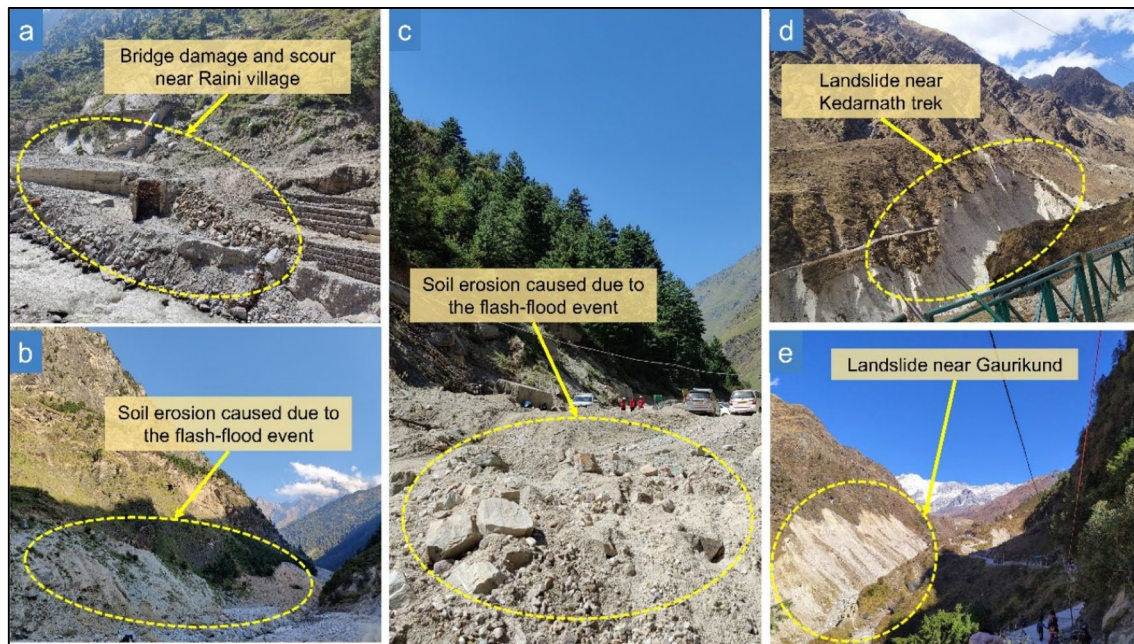 a
Bridge damage and scour
near Raini village
b
Soil erosion caused due to
the flash-flood event
c
Soil erosion caused due to
the flash-flood event
d
Landslide near
Kedarnath trek
e
Landslide near Gaurikund